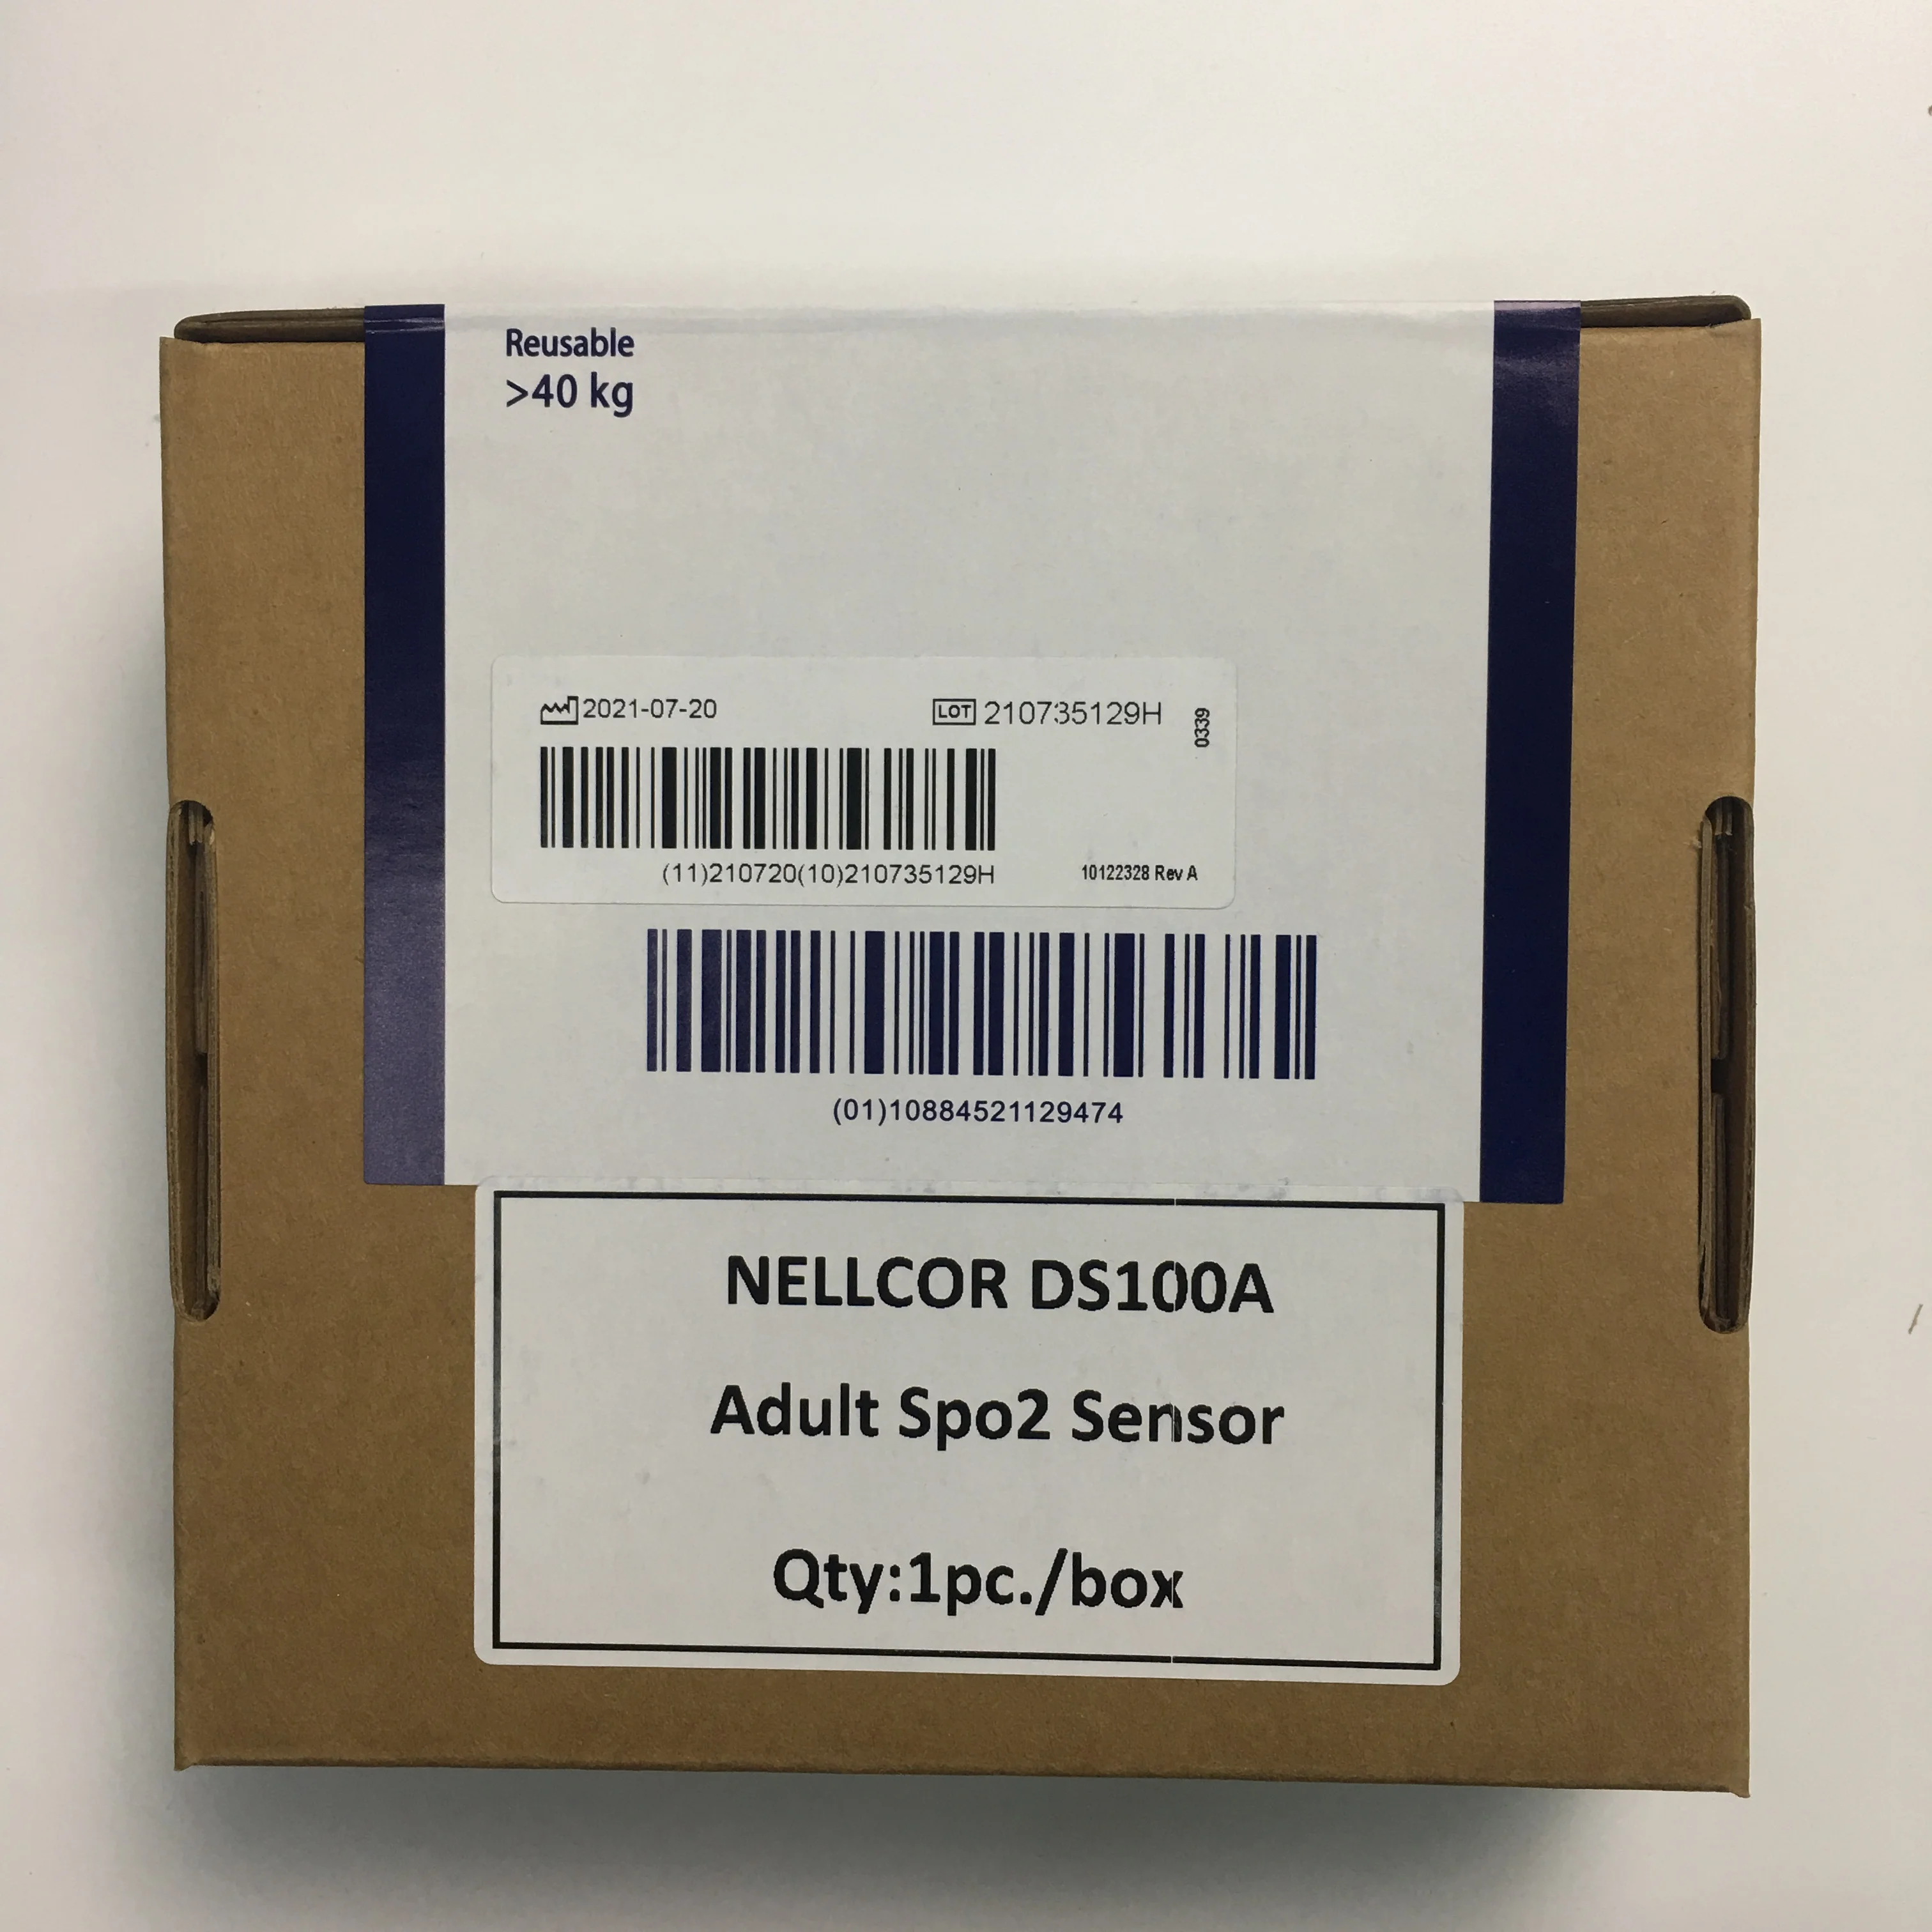 Reusable
>40 kg
2021-07-20
LOT 210735129H
0339
(11)210720(10)210735129H
10122328 Rev A
(01)10884521129474
NELLCOR DS100A
Adult Spo2 Sensor
Qty:1pc./box